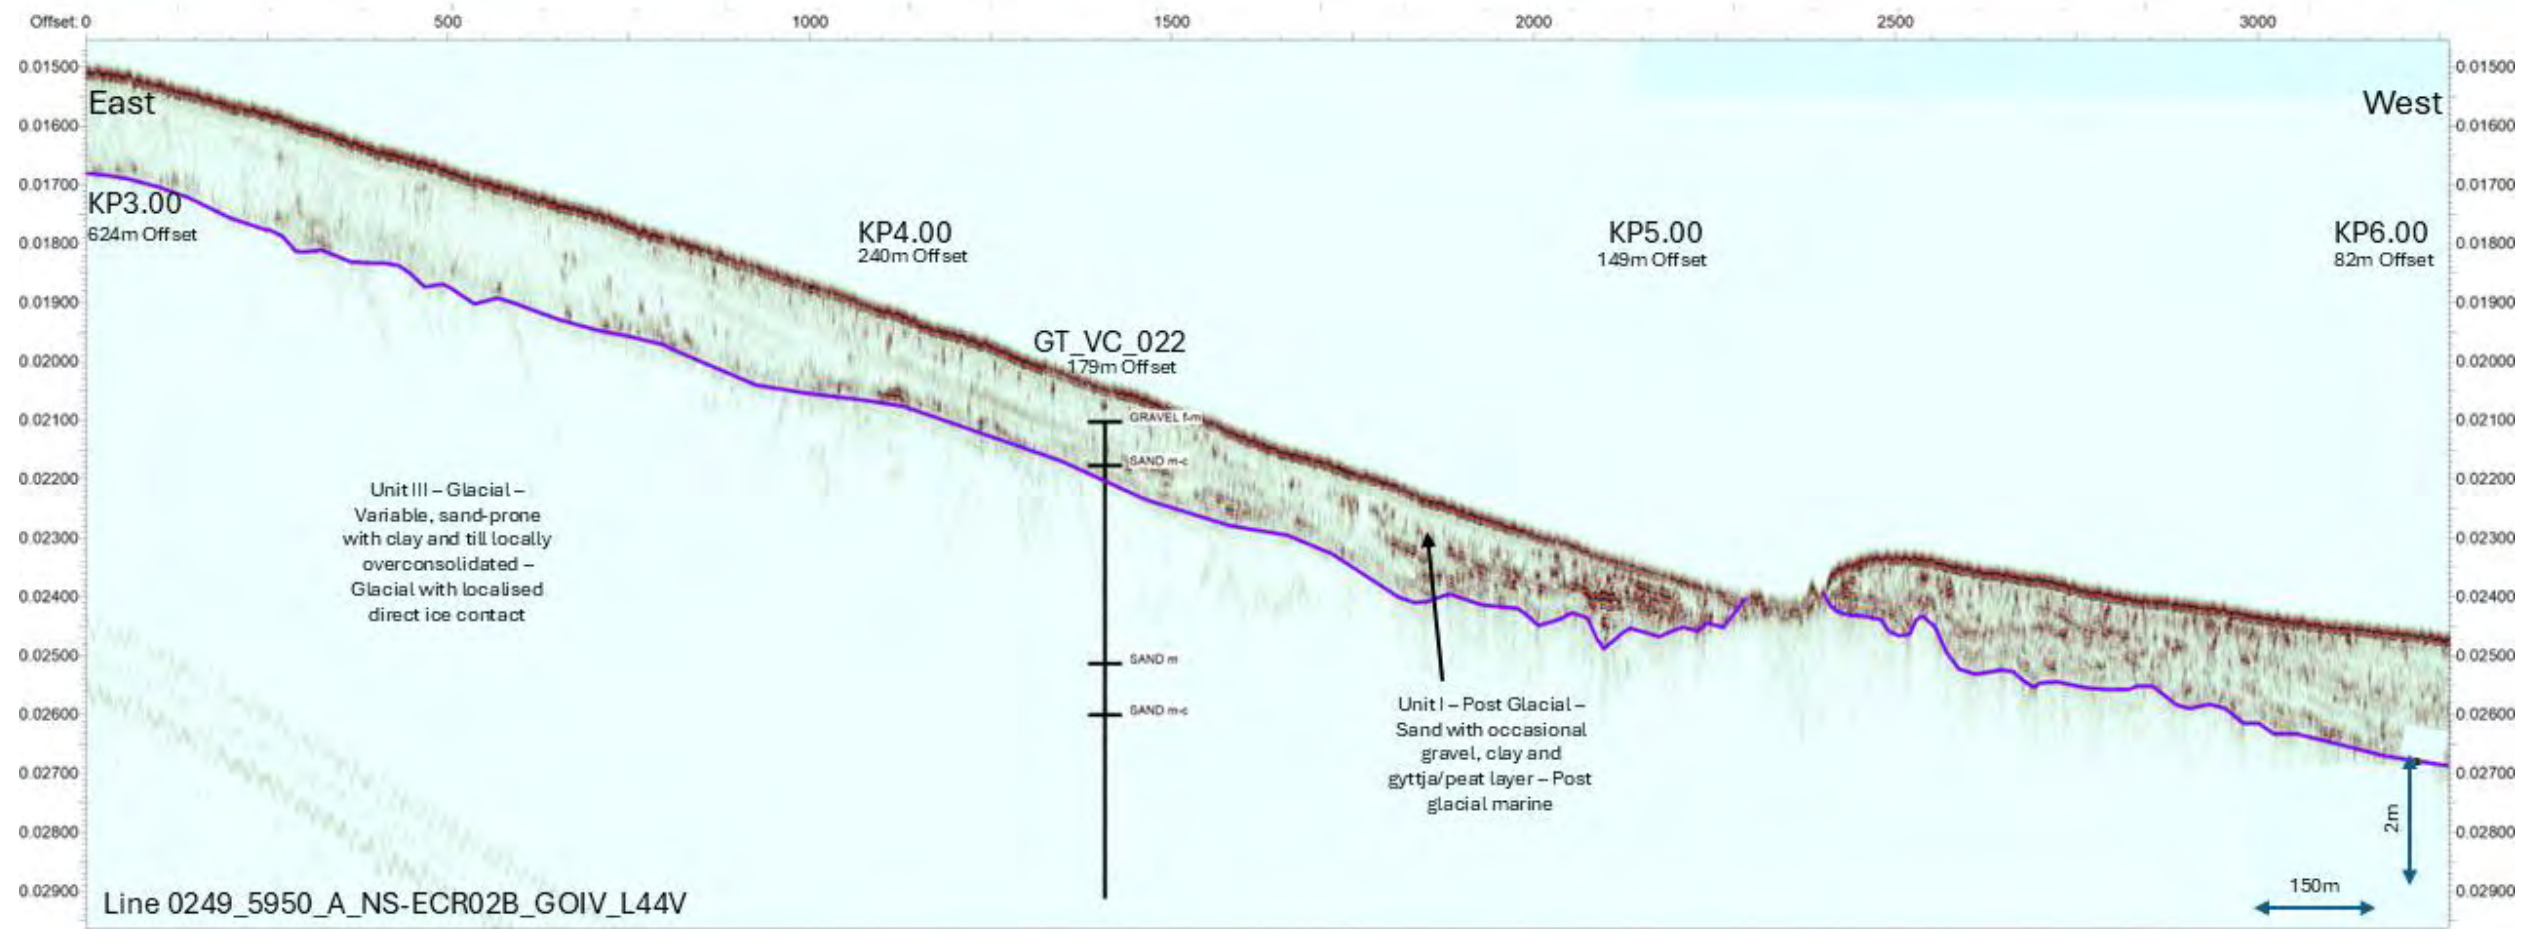 Offset: 0 500 1000 1500 2000 2500 3000
0.01500 0.01500
East West
0.01600 0.01600
0.01700 0.01700
KP3.00
624m Offset
0.01800 0.01800
KP4.00
240m Offset
KP5.00
149m Offset
KP6.00
82m Offset
0.01900 0.01900
GT_VC_022
179m Offset
0.02000 0.02000
0.02100 0.02100
GRAVEL f-m
SAND m-c
0.02200 0.02200
Unit III – Glacial –
Variable, sand-prone
with clay and till locally
overconsolidated –
Glacial with localised
direct ice contact
0.02300 0.02300
0.02400 0.02400
0.02500 0.02500
SAND m
0.02600 0.02600
SAND m-c
Unit I – Post Glacial –
Sand with occasional
gravel, clay and
gyttja/peat layer – Post
glacial marine
0.02700 0.02700
0.02800 0.02800
2m
0.02900 0.02900
150m
Line 0249_5950_A_NS-ECR02B_GOIV_L44V